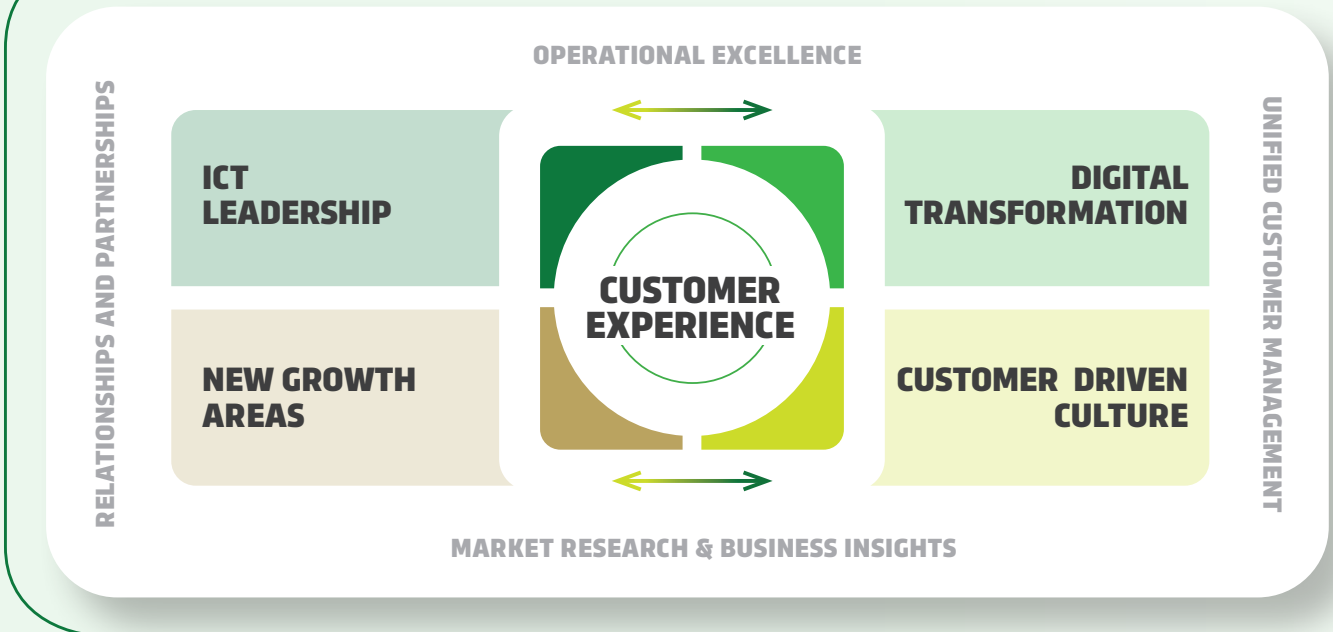 OPERATIONAL EXCELLENCE
RELATIONSHIPS AND PARTNERSHIPS
ICT
LEADERSHIP
DIGITAL
TRANSFORMATION
CUSTOMER
EXPERIENCE
NEW GROWTH
AREAS
CUSTOMER DRIVEN
CULTURE
UNIFIED CUSTOMER MANAGEMENT
MARKET RESEARCH & BUSINESS INSIGHTS